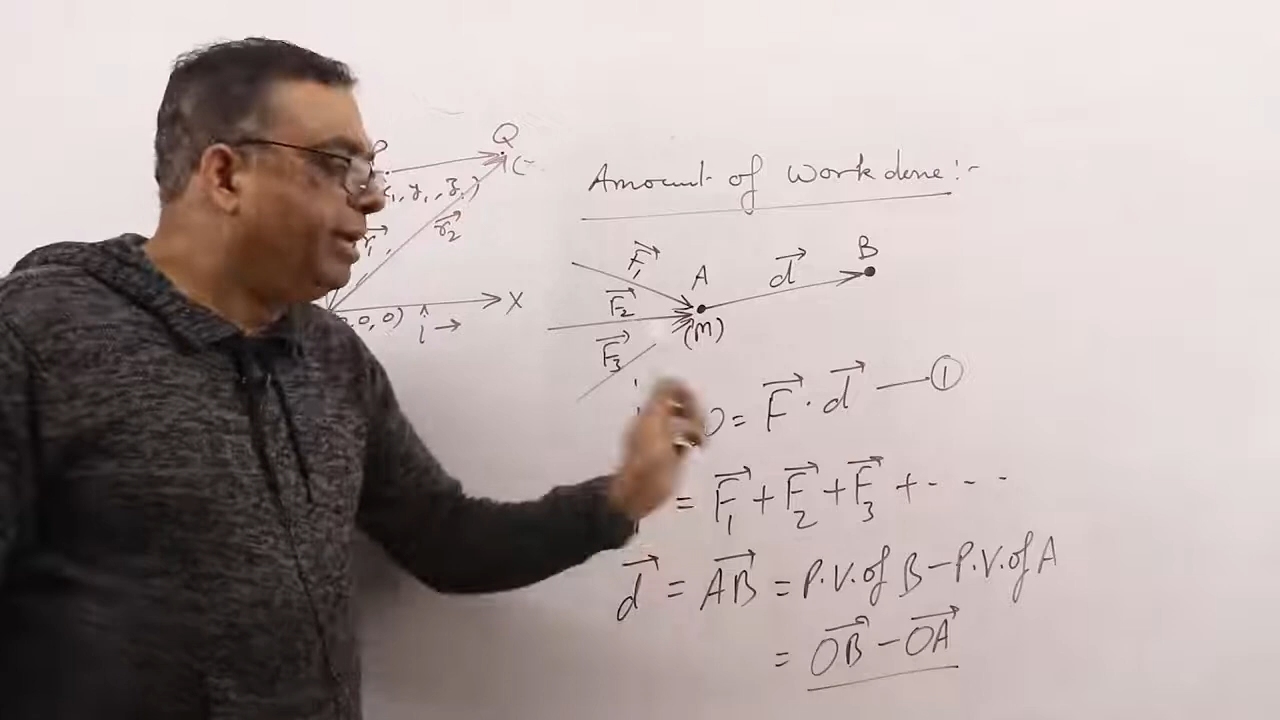 Q
(-
P
x₁, y₁, z₁)
r₁→
r₂→
X
0, 0)
î →
Amount of Work done:-
F₁→
F₂→
F₃→
A
(M)
d→
B
= F→ · d→ — ①
= F₁→ + F₂→ + F₃→ + - - -
d→ = AB→ = P.V. of B - P.V. of A
= OB→ - OA→